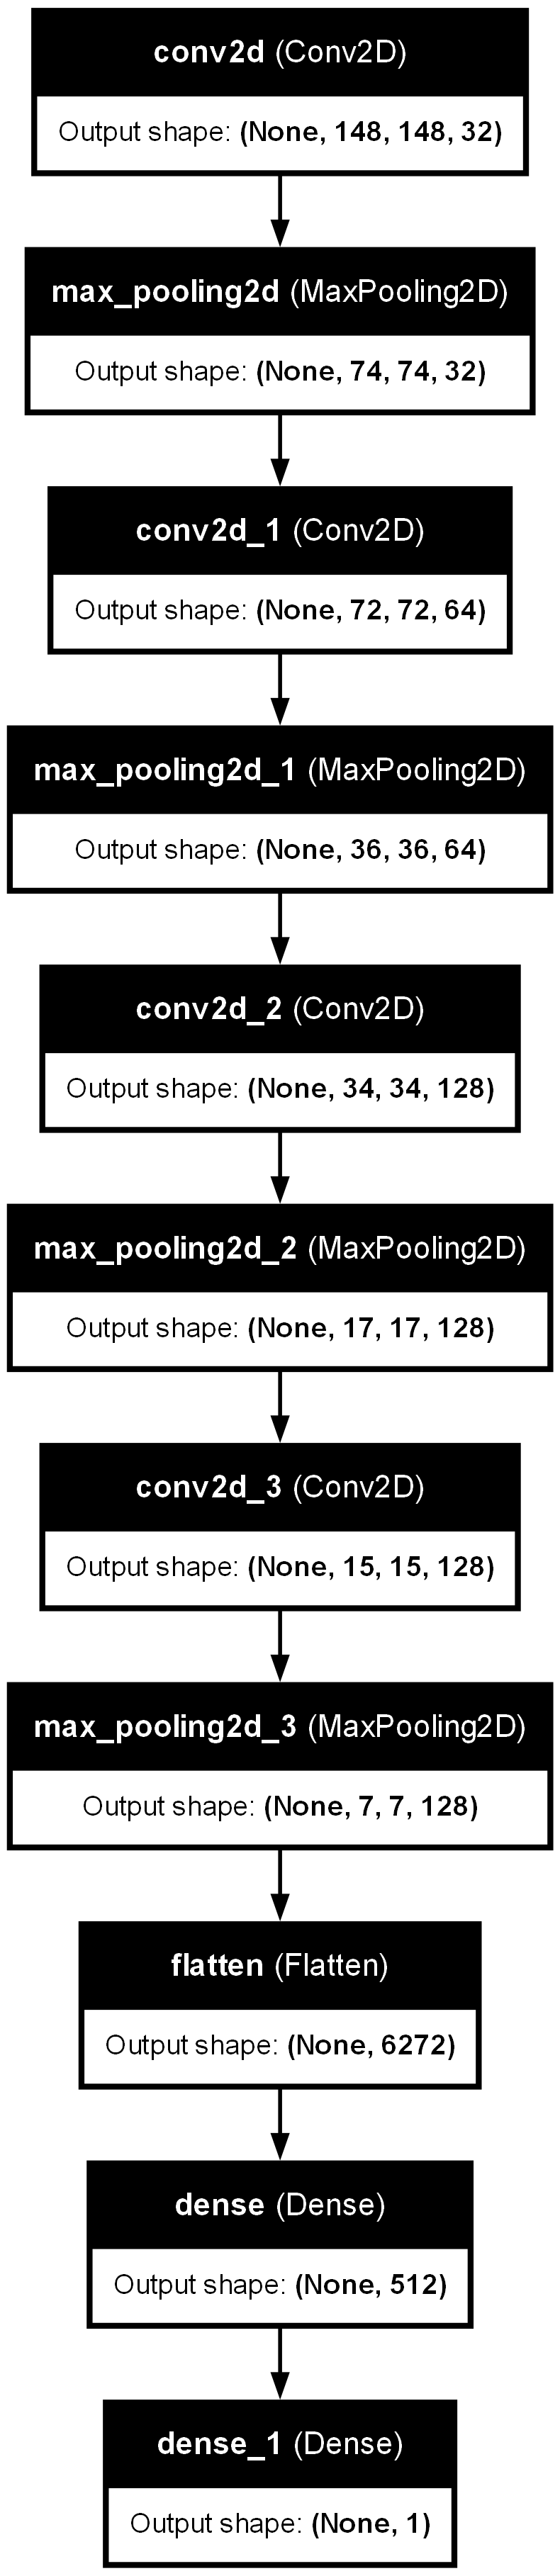 conv2d (Conv2D)
Output shape: (None, 148, 148, 32)
max_pooling2d (MaxPooling2D)
Output shape: (None, 74, 74, 32)
conv2d_1 (Conv2D)
Output shape: (None, 72, 72, 64)
max_pooling2d_1 (MaxPooling2D)
Output shape: (None, 36, 36, 64)
conv2d_2 (Conv2D)
Output shape: (None, 34, 34, 128)
max_pooling2d_2 (MaxPooling2D)
Output shape: (None, 17, 17, 128)
conv2d_3 (Conv2D)
Output shape: (None, 15, 15, 128)
max_pooling2d_3 (MaxPooling2D)
Output shape: (None, 7, 7, 128)
flatten (Flatten)
Output shape: (None, 6272)
dense (Dense)
Output shape: (None, 512)
dense_1 (Dense)
Output shape: (None, 1)